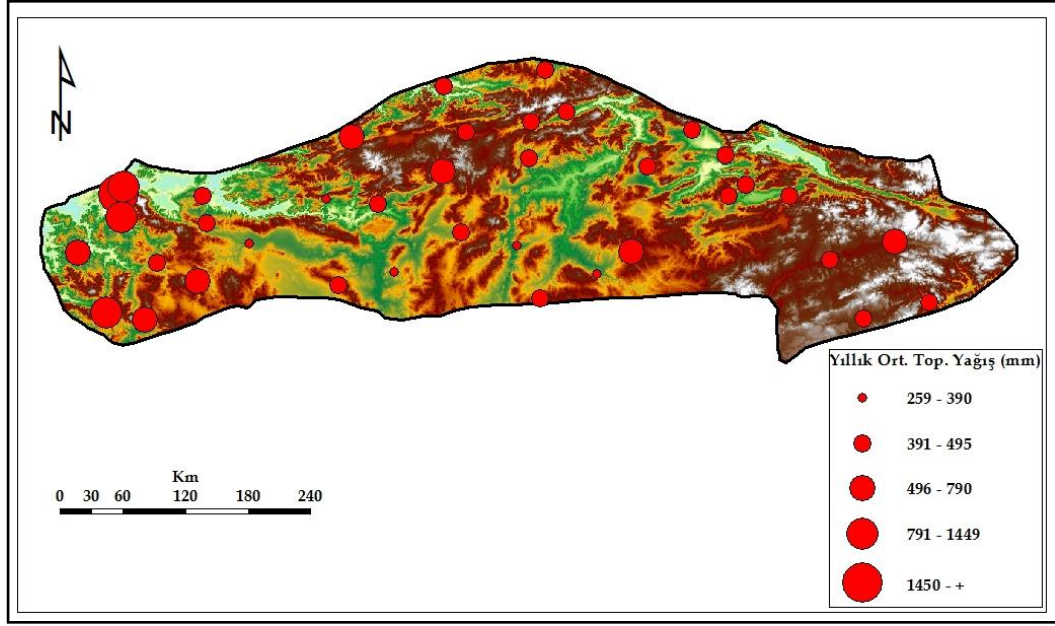 N
Yıllık Ort. Top. Yağış (mm)
259 - 390
391 - 495
496 - 790
791 - 1449
1450 - +
Km
0 30 60 120 180 240